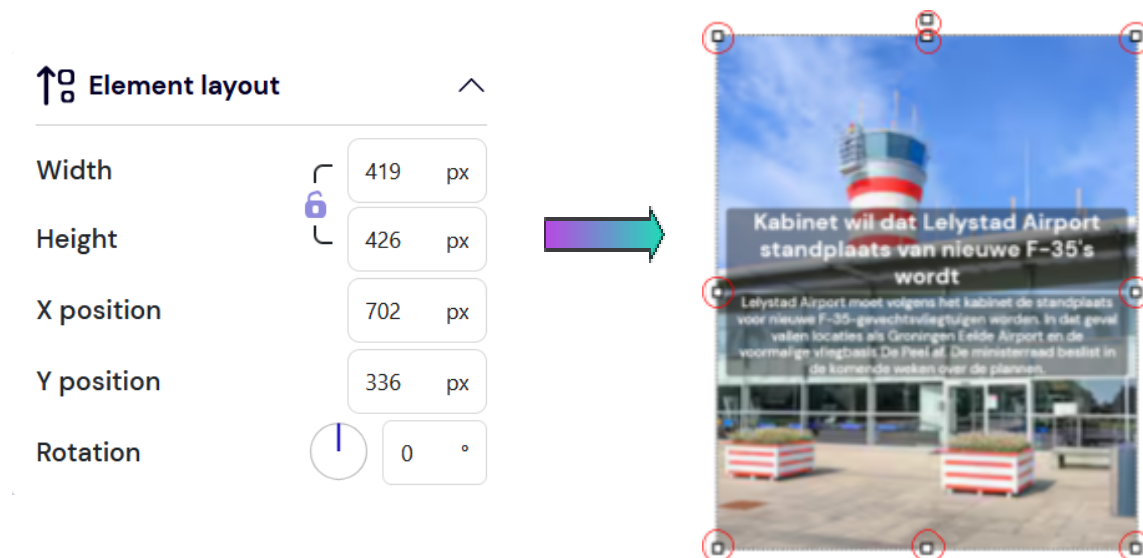 Element layout
Width 419 px
Height 426 px
X position 702 px
Y position 336 px
Rotation 0 °
Kabinet wil dat Lelystad Airport
standplaats van nieuwe F-35's
wordt
Lelystad Airport moet volgens het kabinet de standplaats
voor nieuwe F-35-gevechtsvliegtuigen worden. In dat geval
vallen locaties als Groningen Eelde Airport en de
voormalige vliegbasis De Peel af. De ministerraad beslist in
de komende weken over de plannen.